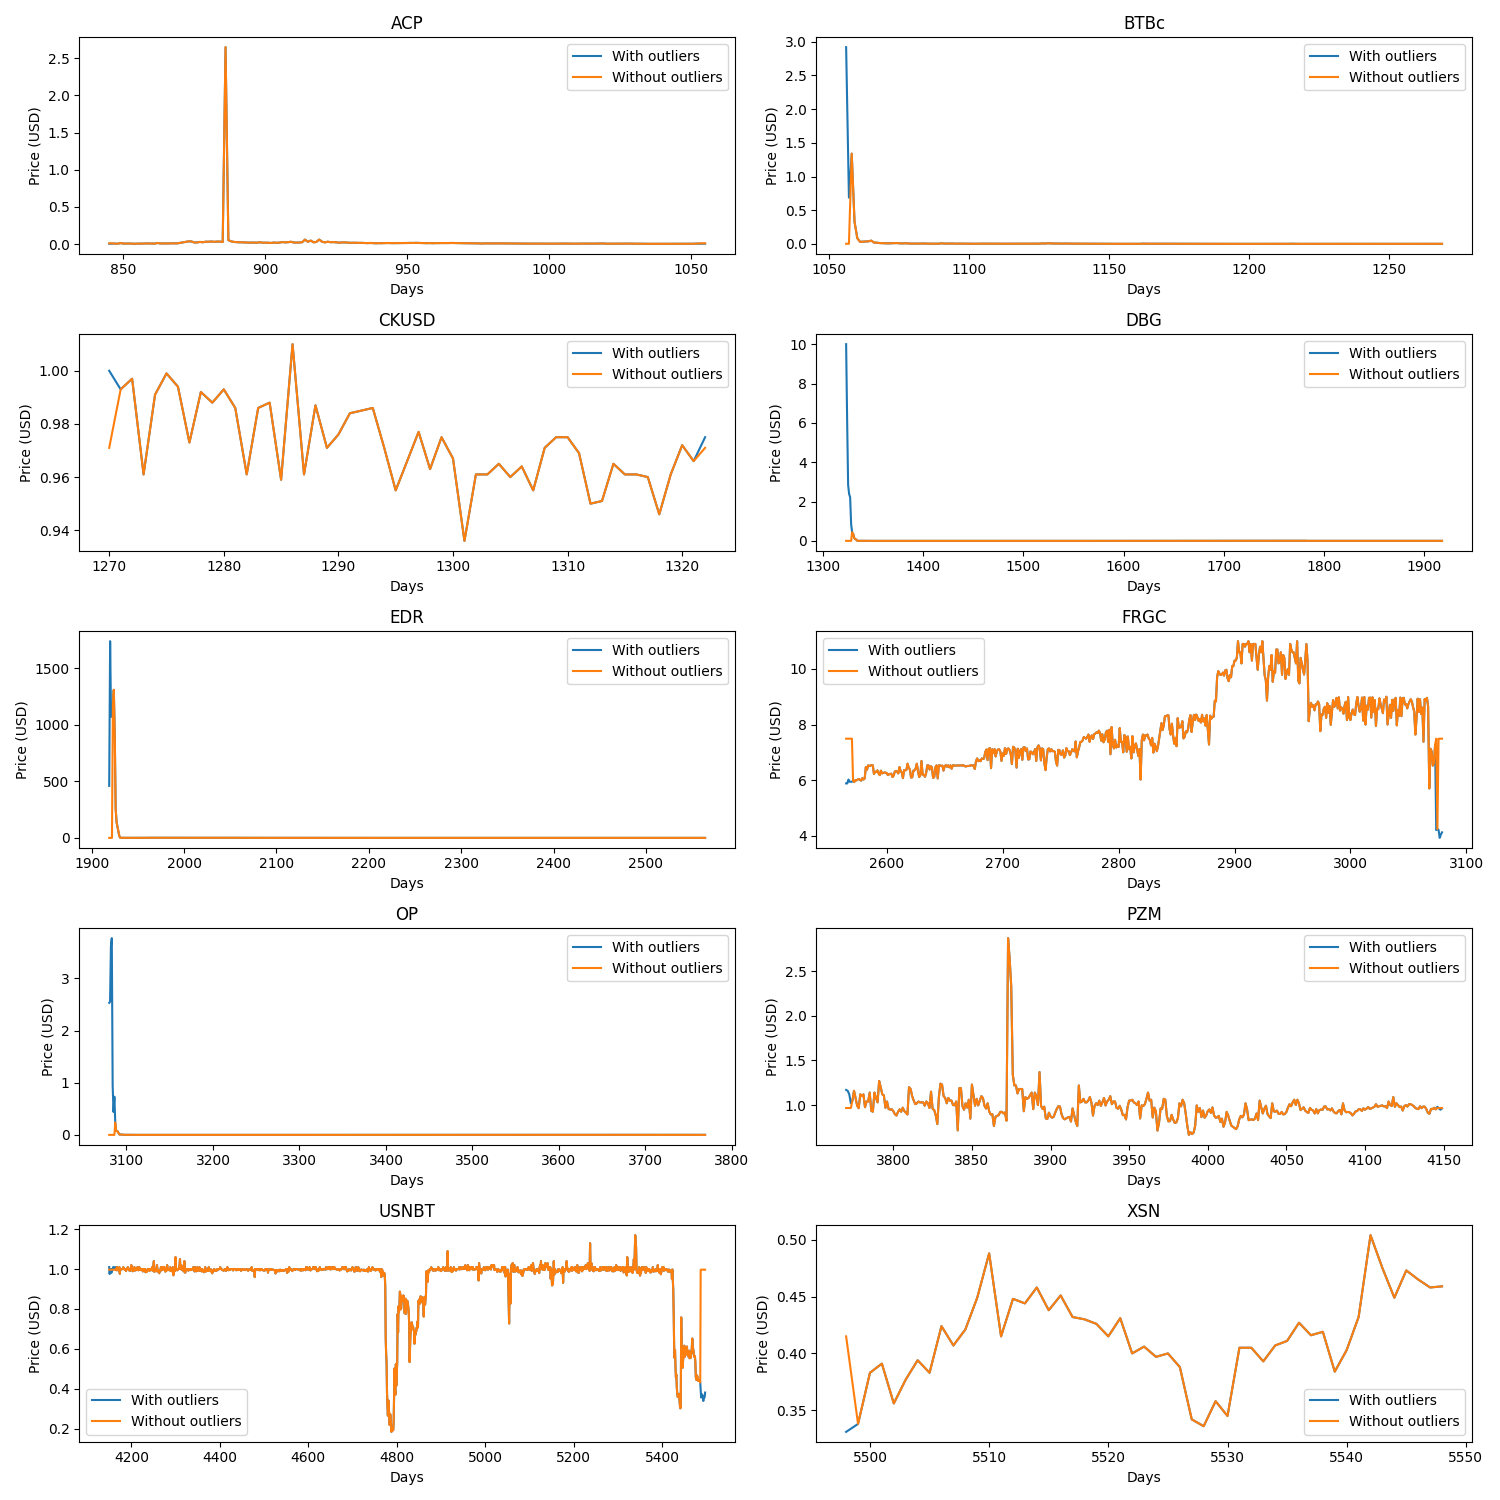 ACP
Price (USD)
2.5
2.0
1.5
1.0
0.5
0.0
With outliers
Without outliers
850 900 950 1000 1050
Days
BTBc
Price (USD)
3.0
2.5
2.0
1.5
1.0
0.5
0.0
With outliers
Without outliers
1050 1100 1150 1200 1250
Days
CKUSD
Price (USD)
1.00
0.98
0.96
0.94
With outliers
Without outliers
1270 1280 1290 1300 1310 1320
Days
DBG
Price (USD)
10
8
6
4
2
0
With outliers
Without outliers
1300 1400 1500 1600 1700 1800 1900
Days
EDR
Price (USD)
1500
1000
500
0
With outliers
Without outliers
1900 2000 2100 2200 2300 2400 2500
Days
FRGC
Price (USD)
10
8
6
4
With outliers
Without outliers
2600 2700 2800 2900 3000 3100
Days
OP
Price (USD)
3
2
1
0
With outliers
Without outliers
3100 3200 3300 3400 3500 3600 3700 3800
Days
PZM
Price (USD)
2.5
2.0
1.5
1.0
With outliers
Without outliers
3800 3850 3900 3950 4000 4050 4100 4150
Days
USNBT
Price (USD)
1.2
1.0
0.8
0.6
0.4
0.2
With outliers
Without outliers
4200 4400 4600 4800 5000 5200 5400
Days
XSN
Price (USD)
0.50
0.45
0.40
0.35
With outliers
Without outliers
5500 5510 5520 5530 5540 5550
Days